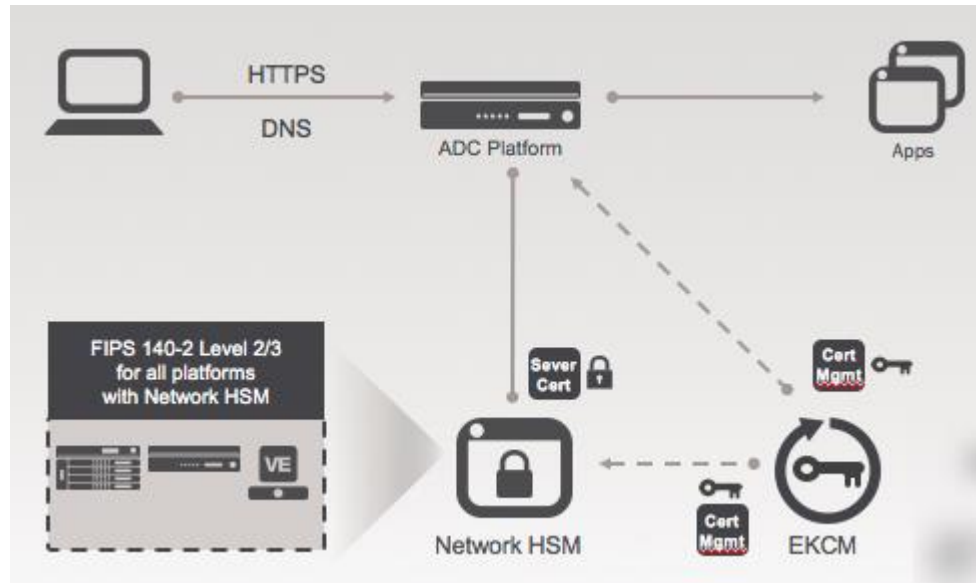 HTTPS
DNS
ADC Platform
Apps
FIPS 140-2 Level 2/3
for all platforms
with Network HSM
VE
Sever
Cert
Cert
Mgmt
Cert
Mgmt
Network HSM
EKCM